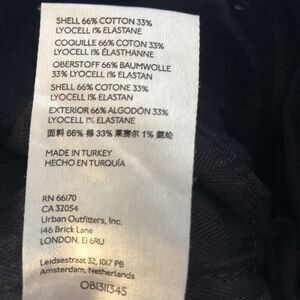 SHELL 66% COTTON 33%
LYOCELL 1% ELASTANE
COQUILLE 66% COTON 33%
LYOCELL 1% ÉLASTHANNE
OBERSTOFF 66% BAUMWOLLE
33% LYOCELL 1% ELASTAN
SHELL 66% COTONE 33%
LYOCELL 1% ELASTAN
EXTERIOR 66% ALGODÓN 33%
LYOCELL 1% ELASTANE
面料 66% 棉 33% 莱赛尔 1% 氨纶
MADE IN TURKEY
HECHO EN TURQUÍA
RN 66170
CA 32054
Urban Outfitters, Inc.
146 Brick Lane
LONDON, E1 6RU
Leidsestraat 32, 1017 PB
Amsterdam, Netherlands
OB1311345